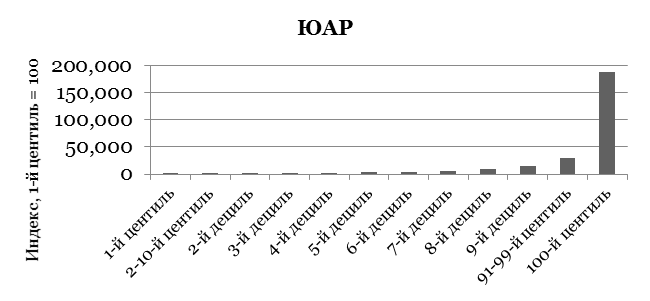 ЮАР
Индекс, 1-й центиль = 100
200,000
150,000
100,000
50,000
0
1-й центиль
2-10-й центиль
2-й дециль
3-й дециль
4-й дециль
5-й дециль
6-й дециль
7-й дециль
8-й дециль
9-й дециль
91-99-й центиль
100-й центиль